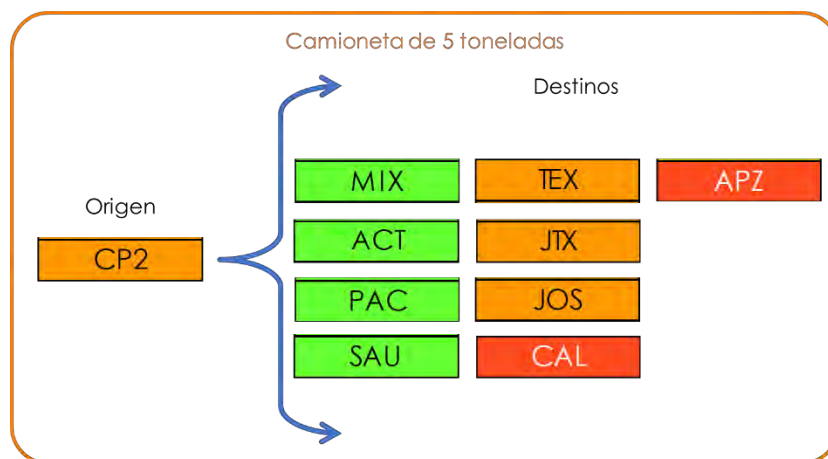 Camioneta de 5 toneladas
Destinos
MIX TEX APZ
Origen
ACT JTX
CP2
PAC JOS
SAU CAL